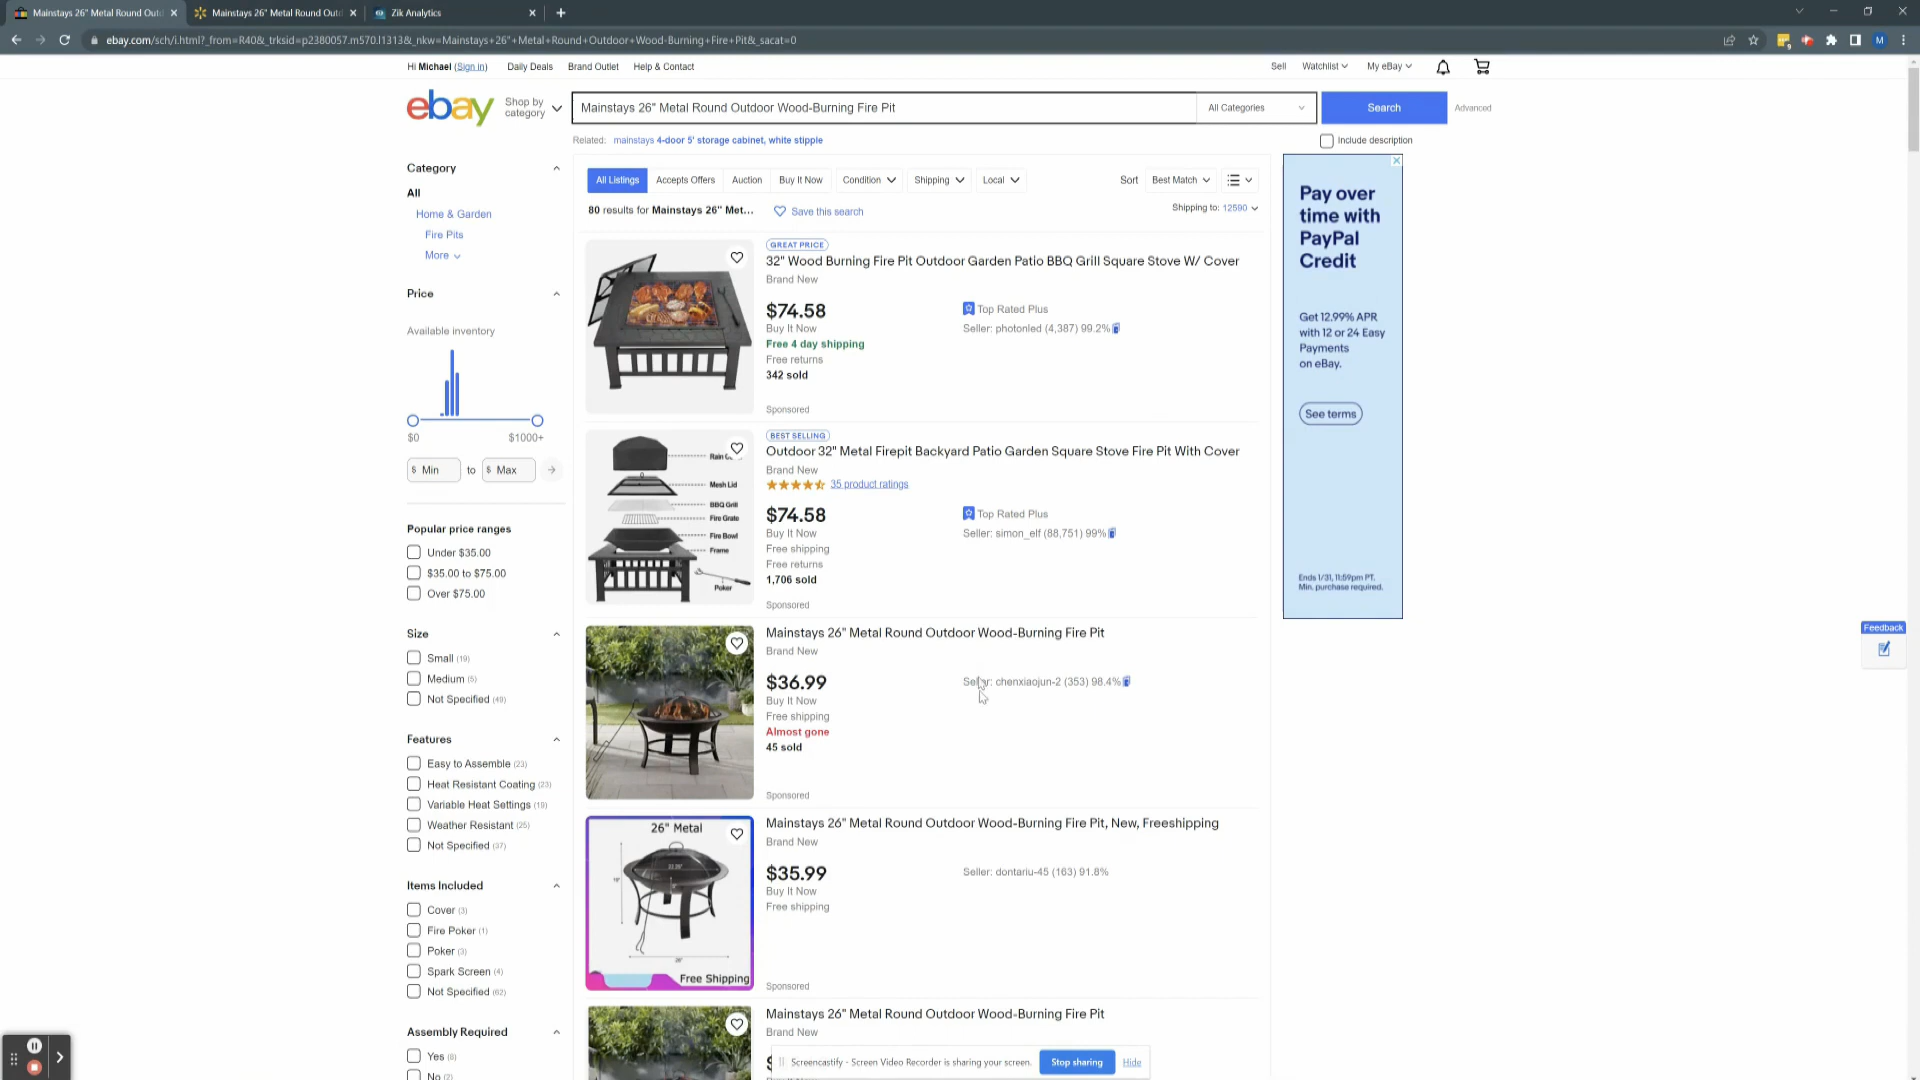 Mainstays 26" Metal Round Out
Mainstays 26" Metal Round Outd
Zik Analytics
ebay.com/sch/i.html?_from=R40&_trksid=p2380057.m570.l1313&_nkw=Mainstays+26"+Metal+Round+Outdoor+Wood-Burning+Fire+Pit&_sacat=0
M
Hi Michael (Sign in)
Daily Deals
Brand Outlet
Help & Contact
Sell
Watchlist
My eBay
ebay
Shop by category
Mainstays 26" Metal Round Outdoor Wood-Burning Fire Pit
All Categories
Search
Advanced
Related: mainstays 4-door 5' storage cabinet, white stipple
Include description
Category
All
Home & Garden
Fire Pits
More
Price
Available inventory
$0
$1000+
$ Min to $ Max
Popular price ranges
Under $35.00
$35.00 to $75.00
Over $75.00
Size
Small (19)
Medium (5)
Not Specified (49)
Features
Easy to Assemble (23)
Heat Resistant Coating (23)
Variable Heat Settings (19)
Weather Resistant (25)
Not Specified (37)
Items Included
Cover (3)
Fire Poker (1)
Poker (3)
Spark Screen (4)
Not Specified (62)
Assembly Required
Yes (8)
No (2)
All Listings
Accepts Offers
Auction
Buy It Now
Condition
Shipping
Local
Sort
Best Match
80 results for Mainstays 26" Met...
Save this search
Shipping to: 12590
GREAT PRICE
32" Wood Burning Fire Pit Outdoor Garden Patio BBQ Grill Square Stove W/ Cover
Brand New
$74.58
Buy It Now
Free 4 day shipping
Free returns
342 sold
Top Rated Plus
Seller: photonled (4,387) 99.2%
Sponsored
Rain
Mesh Lid
BBQ Grill
Fire Grate
Fire Bowl
Frame
Poker
BEST SELLING
Outdoor 32" Metal Firepit Backyard Patio Garden Square Stove Fire Pit With Cover
Brand New
35 product ratings
$74.58
Buy It Now
Free shipping
Free returns
1,706 sold
Top Rated Plus
Seller: simon_elf (88,751) 99%
Sponsored
Mainstays 26" Metal Round Outdoor Wood-Burning Fire Pit
Brand New
$36.99
Buy It Now
Free shipping
Almost gone
45 sold
Seller: chenxiaojun-2 (353) 98.4%
Sponsored
26" Metal
Free Shipping
Mainstays 26" Metal Round Outdoor Wood-Burning Fire Pit, New, Freeshipping
Brand New
$35.99
Buy It Now
Free shipping
Seller: dontariu-45 (163) 91.8%
Sponsored
Mainstays 26" Metal Round Outdoor Wood-Burning Fire Pit
Brand New
Screencastify - Screen Video Recorder is sharing your screen.
Stop sharing
Hide
Pay over
time with
PayPal
Credit
Get 12.99% APR
with 12 or 24 Easy
Payments
on eBay.
See terms
Ends 1/31, 11:59pm PT.
Min. purchase required.
Feedback